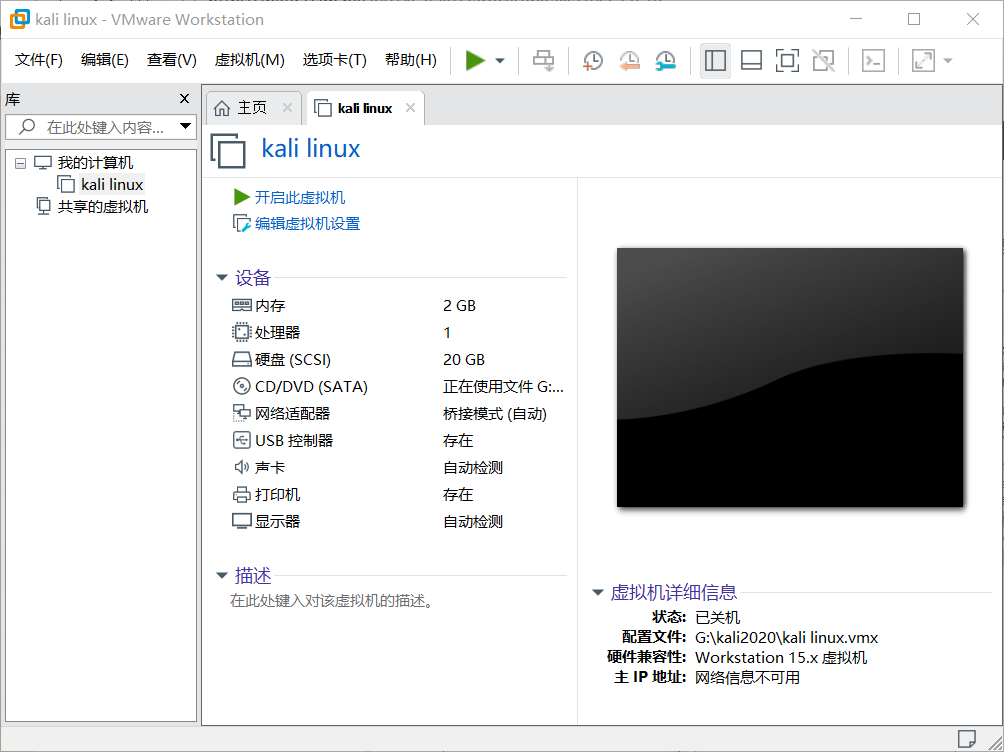 kali linux - VMware Workstation
文件(F) 编辑(E) 查看(V) 虚拟机(M) 选项卡(T) 帮助(H)
库
在此处键入内容...
我的计算机
kali linux
共享的虚拟机
主页
kali linux
kali linux
开启此虚拟机
编辑虚拟机设置
设备
内存 2 GB
处理器 1
硬盘 (SCSI) 20 GB
CD/DVD (SATA) 正在使用文件 G:...
网络适配器 桥接模式 (自动)
USB 控制器 存在
声卡 自动检测
打印机 存在
显示器 自动检测
描述
在此处键入对该虚拟机的描述。
虚拟机详细信息
状态: 已关机
配置文件: G:\kali2020\kali linux.vmx
硬件兼容性: Workstation 15.x 虚拟机
主 IP 地址: 网络信息不可用